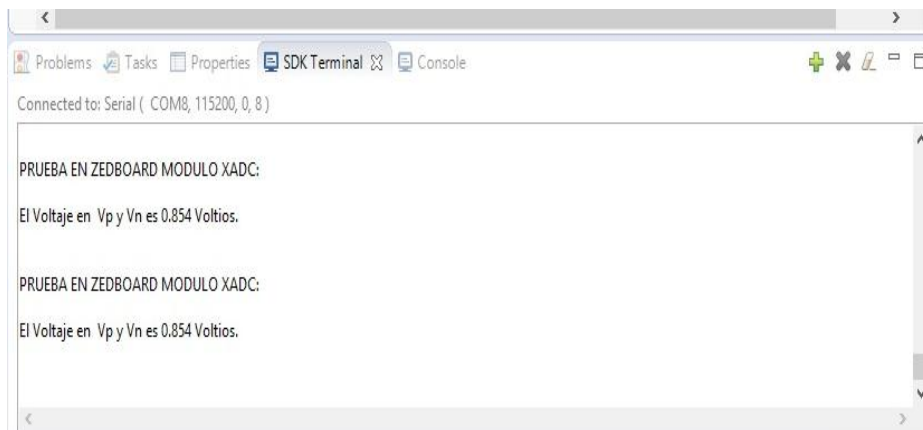 Problems Tasks Properties SDK Terminal Console
Connected to: Serial ( COM8, 115200, 0, 8 )
PRUEBA EN ZEDBOARD MODULO XADC:
El Voltaje en Vp y Vn es 0.854 Voltios.
PRUEBA EN ZEDBOARD MODULO XADC:
El Voltaje en Vp y Vn es 0.854 Voltios.